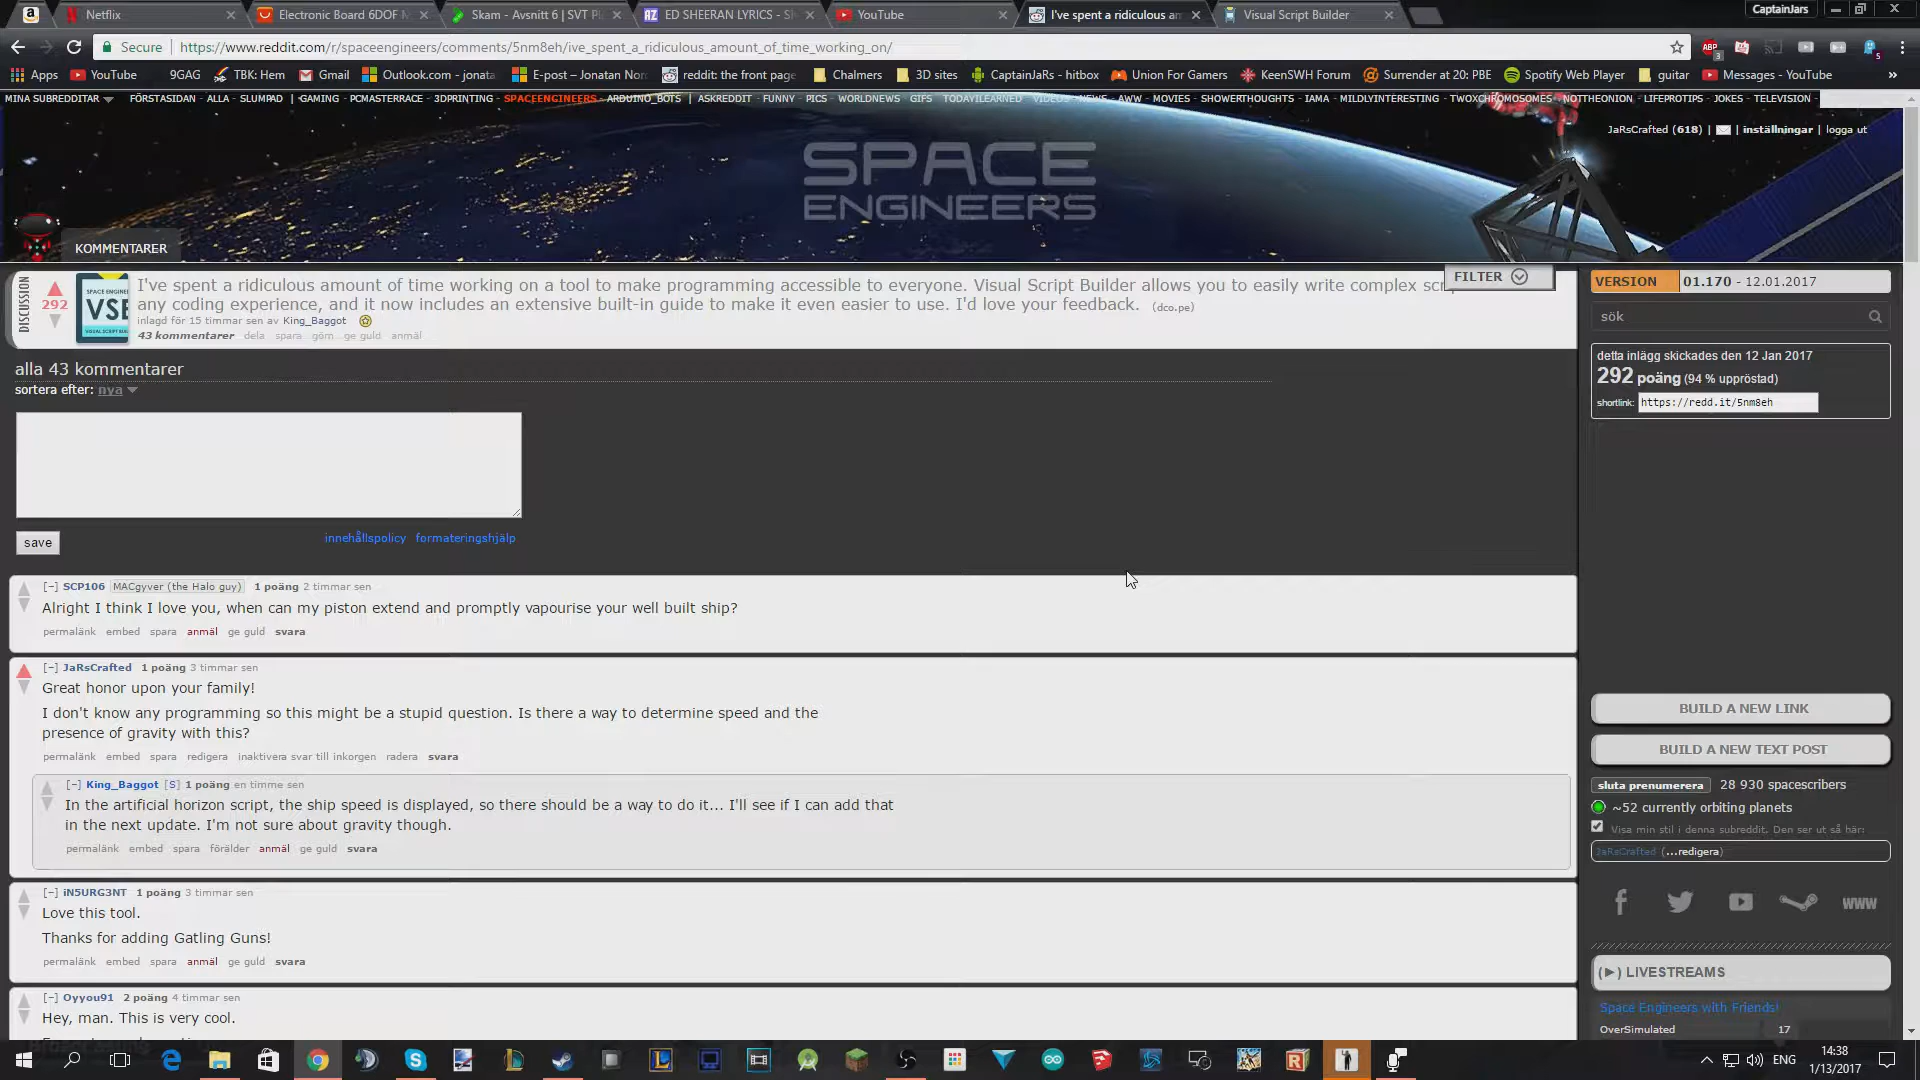 Netflix
Electronic Board 6DOF M
Skam - Avsnitt 6 | SVT Pl
ED SHEERAN LYRICS - Sh
YouTube
I've spent a ridiculous am
Visual Script Builder
CaptainJars
Secure
https://www.reddit.com/r/spaceengineers/comments/5nm8eh/ive_spent_a_ridiculous_amount_of_time_working_on/
Apps
YouTube
9GAG
TBK: Hem
Gmail
Outlook.com - jonata
E-post – Jonatan Nor
reddit: the front page
Chalmers
3D sites
CaptainJaRs - hitbox
Union For Gamers
KeenSWH Forum
Surrender at 20: PBE
Spotify Web Player
guitar
Messages - YouTube
MINA SUBREDDITAR
FÖRSTASIDAN - ALLA - SLUMPAD | GAMING - PCMASTERRACE - 3DPRINTING - SPACEENGINEERS - ARDUINO_BOTS | ASKREDDIT - FUNNY - PICS - WORLDNEWS - GIFS - TODAYILEARNED - VIDEOS - NEWS - AWW - MOVIES - SHOWERTHOUGHTS - IAMA - MILDLYINTERESTING - TWOXCHROMOSOMES - NOTTHEONION - LIFEPROTIPS - JOKES - TELEVISION -
JaRsCrafted (618) | | inställningar | logga ut
SPACE
ENGINEERS
KOMMENTARER
DISCUSSION
292
SPACE ENGINEE
VSB
VISUAL SCRIPT BUI
I've spent a ridiculous amount of time working on a tool to make programming accessible to everyone. Visual Script Builder allows you to easily write complex scr
any coding experience, and it now includes an extensive built-in guide to make it even easier to use. I'd love your feedback. (dco.pe)
inlagd för 15 timmar sen av King_Baggot
43 kommentarer dela spara göm ge guld anmäl
FILTER
alla 43 kommentarer
sortera efter: nya
save
innehållspolicy formateringshjälp
[–] SCP106 MACgyver (the Halo guy) 1 poäng 2 timmar sen
Alright I think I love you, when can my piston extend and promptly vapourise your well built ship?
permalänk embed spara anmäl ge guld svara
[–] JaRsCrafted 1 poäng 3 timmar sen
Great honor upon your family!
I don't know any programming so this might be a stupid question. Is there a way to determine speed and the
presence of gravity with this?
permalänk embed spara redigera inaktivera svar till inkorgen radera svara
[–] King_Baggot [S] 1 poäng en timme sen
In the artificial horizon script, the ship speed is displayed, so there should be a way to do it... I'll see if I can add that
in the next update. I'm not sure about gravity though.
permalänk embed spara förälder anmäl ge guld svara
[–] iN5URG3NT 1 poäng 3 timmar sen
Love this tool.
Thanks for adding Gatling Guns!
permalänk embed spara anmäl ge guld svara
[–] Oyyou91 2 poäng 4 timmar sen
Hey, man. This is very cool.
VERSION 01.170 - 12.01.2017
sök
detta inlägg skickades den 12 Jan 2017
292 poäng (94 % uppröstad)
shortlink: https://redd.it/5nm8eh
BUILD A NEW LINK
BUILD A NEW TEXT POST
sluta prenumerera 28 930 spacescribers
~52 currently orbiting planets
Visa min stil i denna subreddit. Den ser ut så här:
JaRsCrafted (...redigera)
WWW
(►) LIVESTREAMS
Space Engineers with Friends!
OverSimulated 17
ENG
14:38
1/13/2017